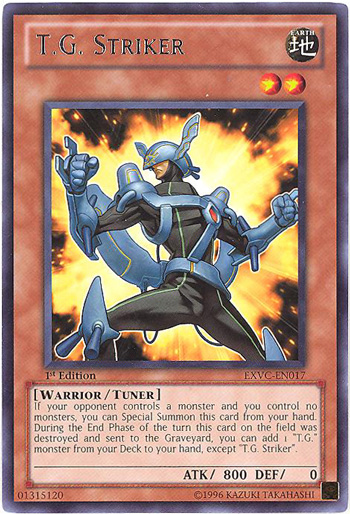 T.G. Striker
EARTH
地
1st Edition
EXVC-EN017
[WARRIOR / TUNER]
If your opponent controls a monster and you control no
monsters, you can Special Summon this card from your hand.
During the End Phase of the turn this card on the field was
destroyed and sent to the Graveyard, you can add 1 "T.G."
monster from your Deck to your hand, except "T.G. Striker".
ATK/ 800 DEF/ 0
01315120
©1996 KAZUKI TAKAHASHI